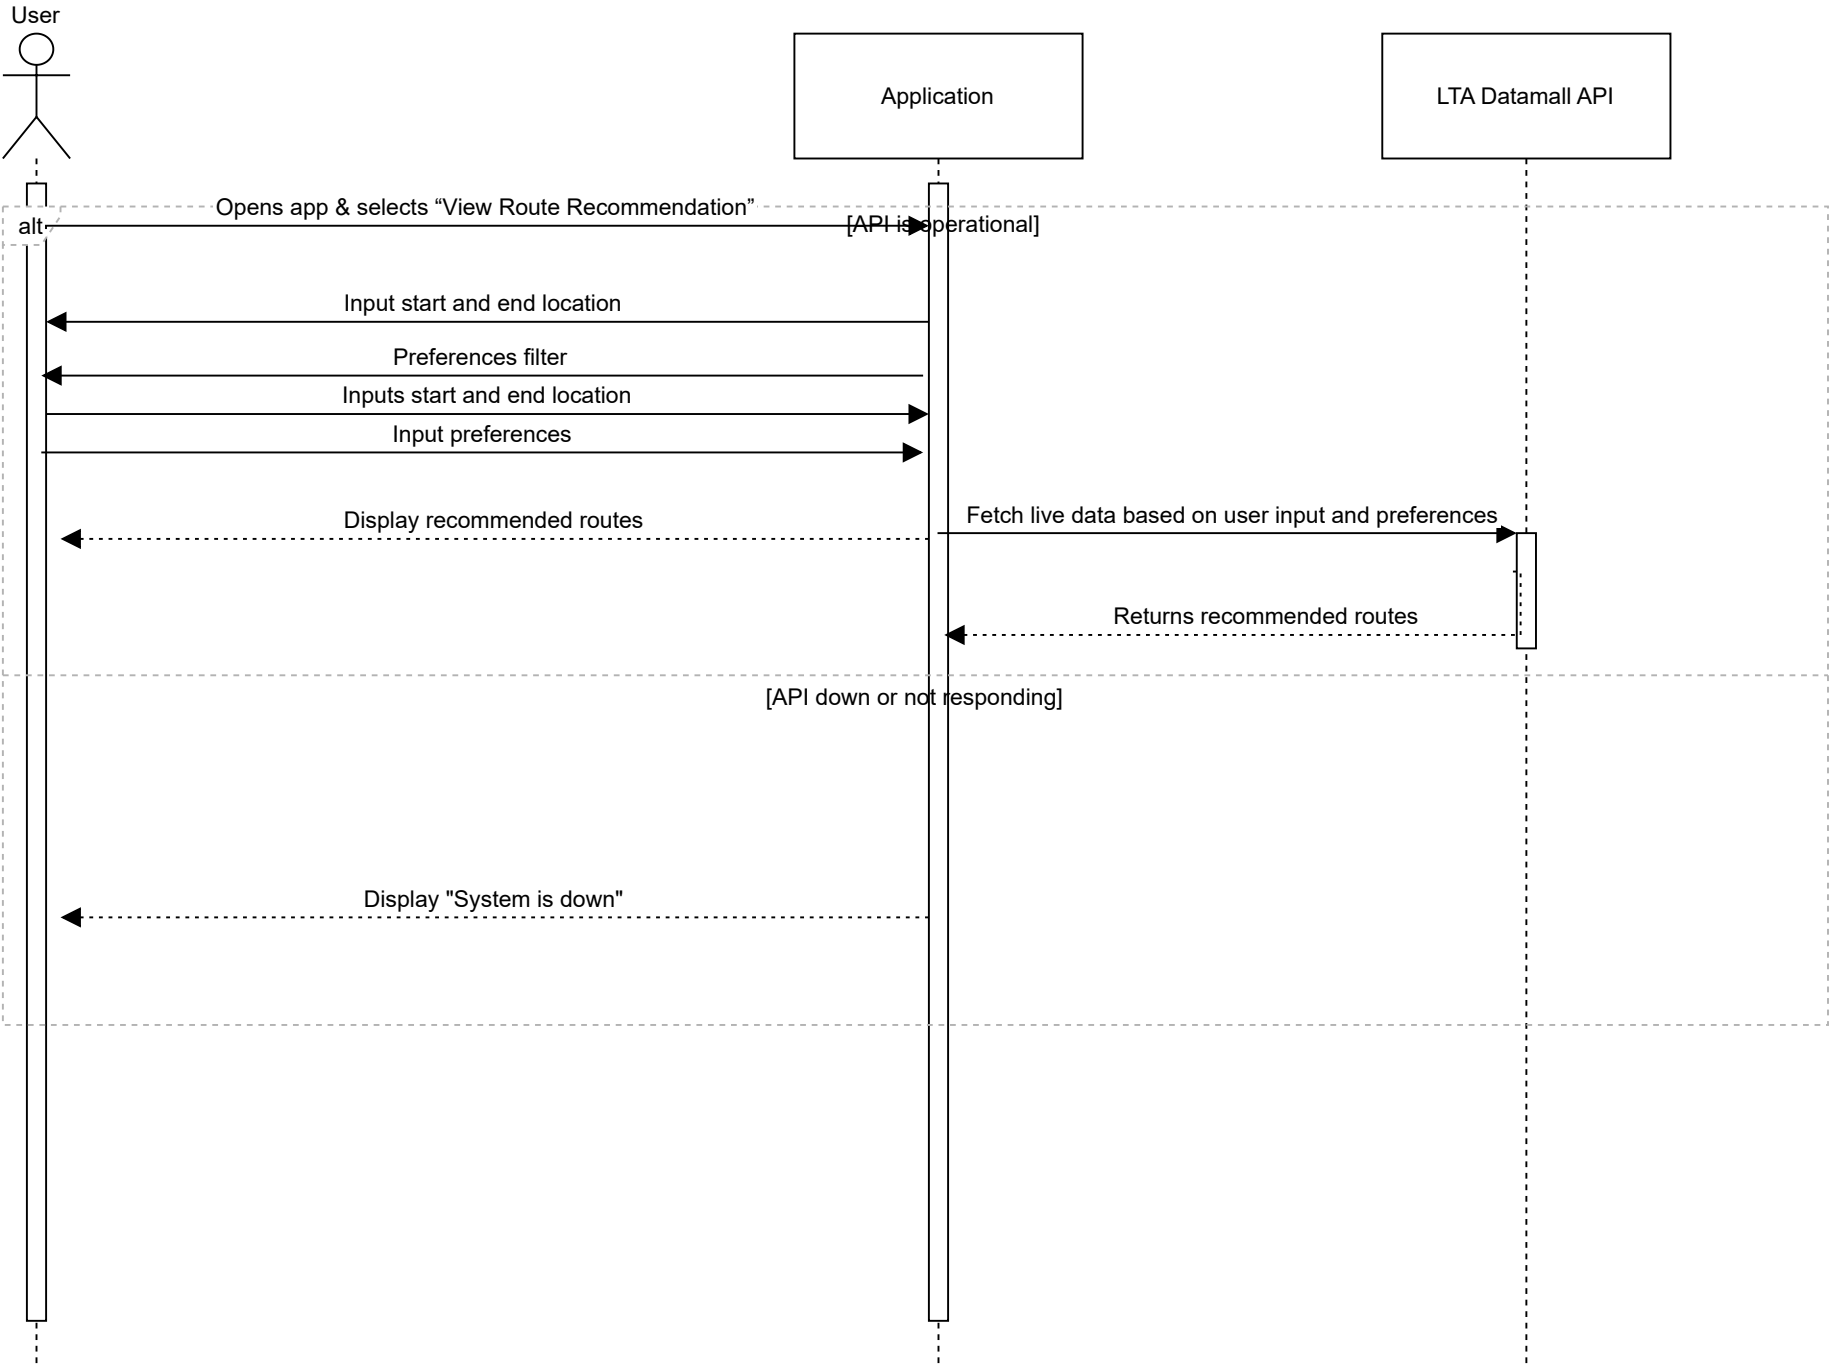 User
Application
LTA Datamall API
Opens app & selects “View Route Recommendation”
alt
[API is operational]
Input start and end location
Preferences filter
Inputs start and end location
Input preferences
Fetch live data based on user input and preferences
Display recommended routes
Returns recommended routes
[API down or not responding]
Display "System is down"